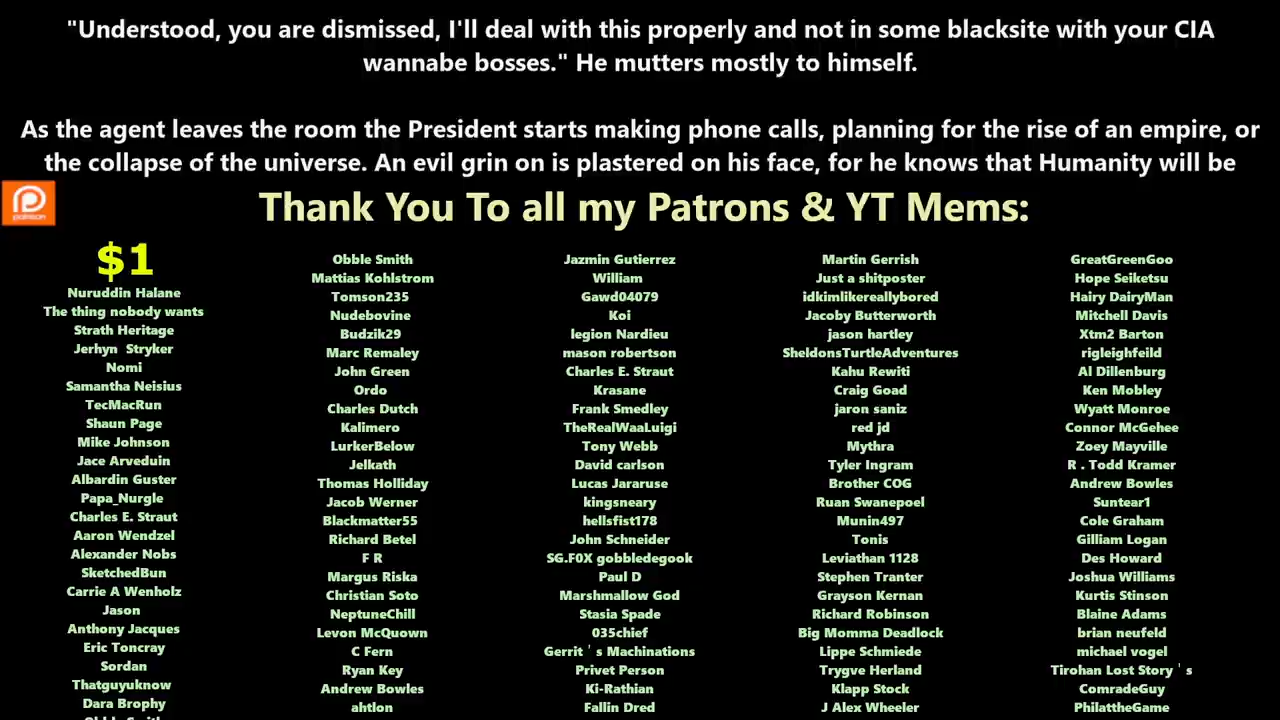 "Understood, you are dismissed, I'll deal with this properly and not in some blacksite with your CIA
wannabe bosses." He mutters mostly to himself.
As the agent leaves the room the President starts making phone calls, planning for the rise of an empire, or
the collapse of the universe. An evil grin on is plastered on his face, for he knows that Humanity will be
patreon
Thank You To all my Patrons & YT Mems:
$1
Nuruddin Halane
The thing nobody wants
Strath Heritage
Jerhyn  Stryker
Nomi
Samantha Neisius
TecMacRun
Shaun Page
Mike Johnson
Jace Arveduin
Albardin Guster
Papa_Nurgle
Charles E. Straut
Aaron Wendzel
Alexander Nobs
SketchedBun
Carrie A Wenholz
Jason
Anthony Jacques
Eric Toncray
Sordan
Thatguyuknow
Dara Brophy
Obble Smith
Obble Smith
Mattias Kohlstrom
Tomson235
Nudebovine
Budzik29
Marc Remaley
John Green
Ordo
Charles Dutch
Kalimero
LurkerBelow
Jelkath
Thomas Holliday
Jacob Werner
Blackmatter55
Richard Betel
F R
Margus Riska
Christian Soto
NeptuneChill
Levon McQuown
C Fern
Ryan Key
Andrew Bowles
ahtlon
Jazmin Gutierrez
William
Gawd04079
Koi
legion Nardieu
mason robertson
Charles E. Straut
Krasane
Frank Smedley
TheRealWaaLuigi
Tony Webb
David carlson
Lucas Jararuse
kingsneary
hellsfist178
John Schneider
SG.F0X gobbledegook
Paul D
Marshmallow God
Stasia Spade
035chief
Gerrit ' s Machinations
Privet Person
Ki-Rathian
Fallin Dred
Martin Gerrish
Just a shitposter
idkimlikereallybored
Jacoby Butterworth
jason hartley
SheldonsTurtleAdventures
Kahu Rewiti
Craig Goad
jaron saniz
red jd
Mythra
Tyler Ingram
Brother COG
Ruan Swanepoel
Munin497
Tonis
Leviathan 1128
Stephen Tranter
Grayson Kernan
Richard Robinson
Big Momma Deadlock
Lippe Schmiede
Trygve Herland
Klapp Stock
J Alex Wheeler
GreatGreenGoo
Hope Seiketsu
Hairy DairyMan
Mitchell Davis
Xtm2 Barton
rigleighfeild
Al Dillenburg
Ken Mobley
Wyatt Monroe
Connor McGehee
Zoey Mayville
R . Todd Kramer
Andrew Bowles
Suntear1
Cole Graham
Gilliam Logan
Des Howard
Joshua Williams
Kurtis Stinson
Blaine Adams
brian neufeld
michael vogel
Tirohan Lost Story ' s
ComradeGuy
PhilattheGame